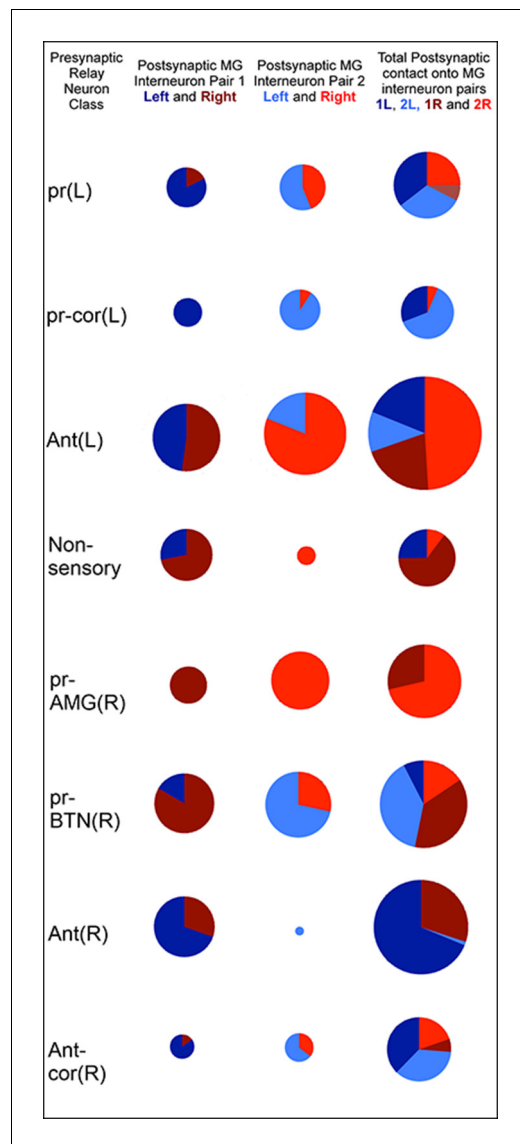 Presynaptic
Relay
Neuron
Class
Postsynaptic MG
Interneuron Pair 1
Left and Right
Postsynaptic MG
Interneuron Pair 2
Left and Right
Total Postsynaptic
contact onto MG
interneuron pairs
1L, 2L, 1R and 2R
pr(L)
pr-cor(L)
Ant(L)
Non-
sensory
pr-
AMG(R)
pr-
BTN(R)
Ant(R)
Ant-
cor(R)